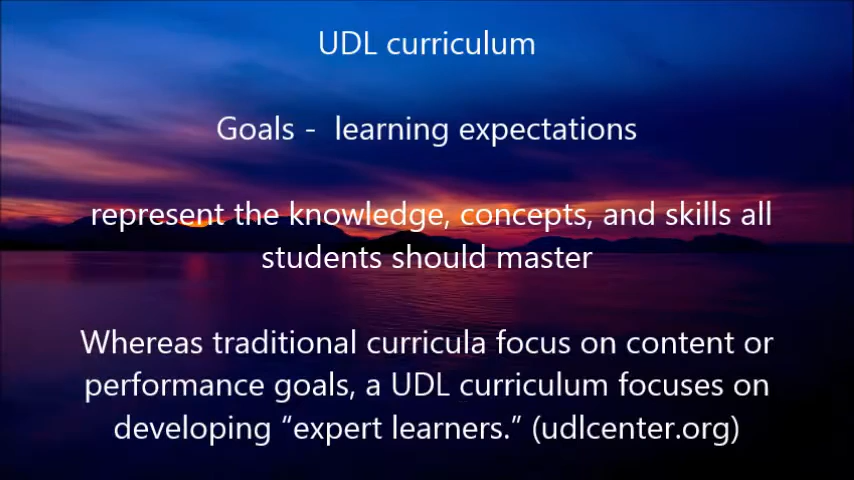 UDL curriculum
Goals -  learning expectations
represent the knowledge, concepts, and skills all
students should master
Whereas traditional curricula focus on content or
performance goals, a UDL curriculum focuses on
developing “expert learners.” (udlcenter.org)